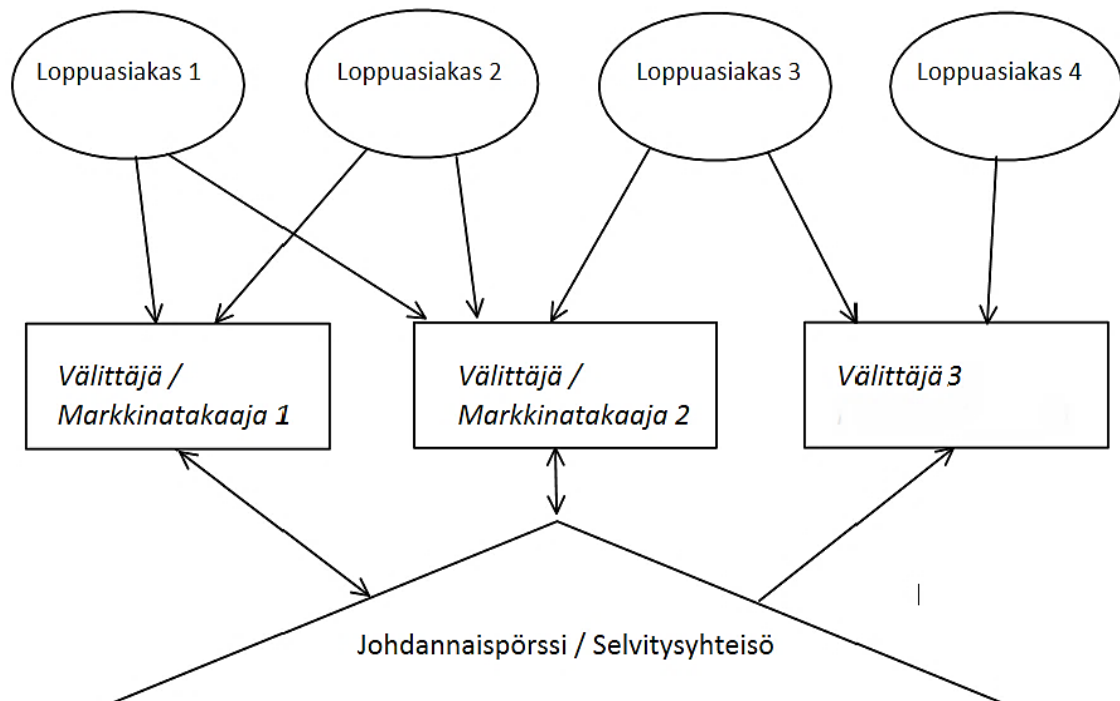 Loppuasiakas 1
Loppuasiakas 2
Loppuasiakas 3
Loppuasiakas 4
Välittäjä /
Markkinatakaaja 1
Välittäjä /
Markkinatakaaja 2
Välittäjä 3
Johdannaispörssi / Selvitysyhteisö